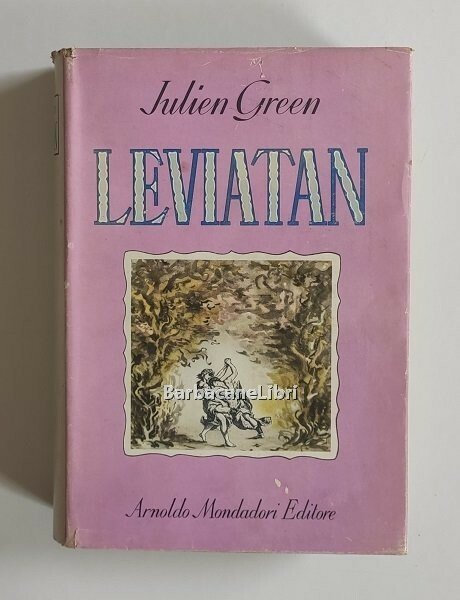 Julien Green
LEVIATAN
BarbacaneLibri
Arnoldo Mondadori Editore